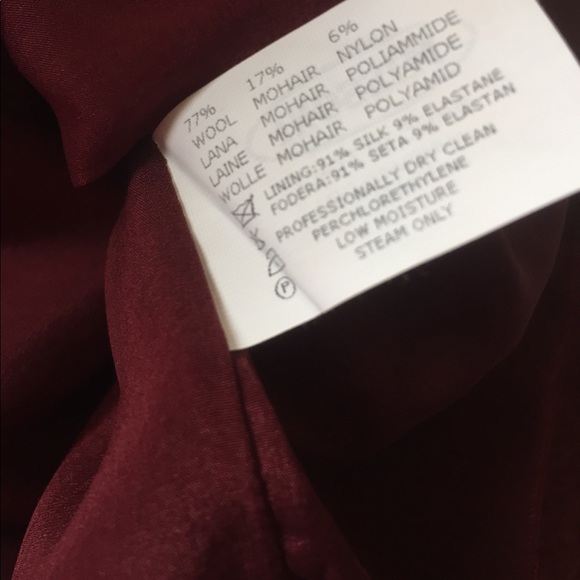 77% 17% 6%
WOOL MOHAIR NYLON
LANA MOHAIR POLIAMMIDE
LAINE MOHAIR POLYAMIDE
WOLLE MOHAIR POLYAMID
LINING:91% SILK 9% ELASTANE
FODERA:91% SETA 9% ELASTAN
PROFESSIONALLY DRY CLEAN
PERCHLORETHYLENE
LOW MOISTURE
STEAM ONLY
P